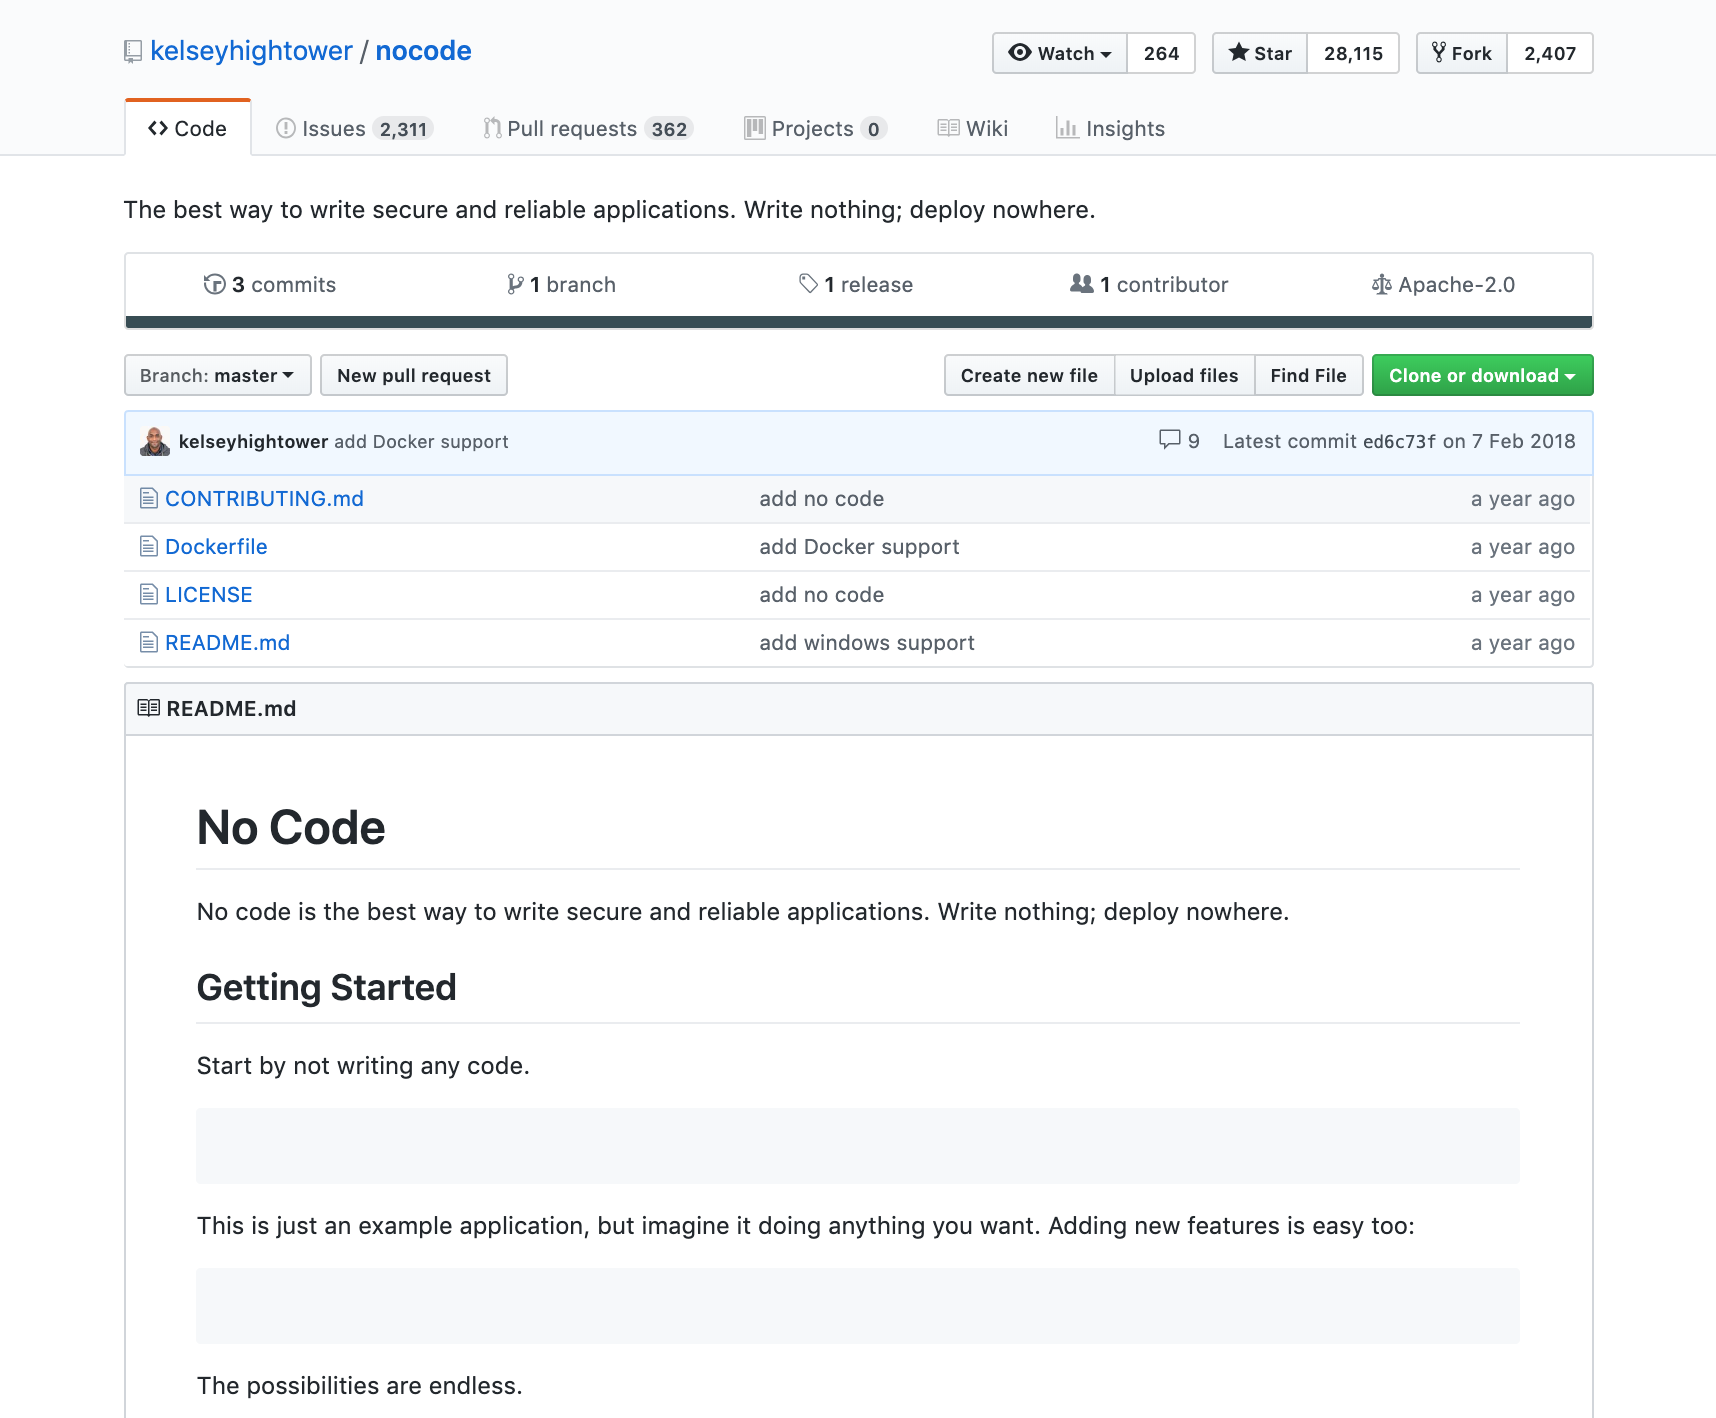 kelseyhightower / nocode
Watch 264 Star 28,115 Fork 2,407
Code Issues 2,311 Pull requests 362 Projects 0 Wiki Insights
The best way to write secure and reliable applications. Write nothing; deploy nowhere.
3 commits 1 branch 1 release 1 contributor Apache-2.0
Branch: master New pull request Create new file Upload files Find File Clone or download
kelseyhightower add Docker support 9 Latest commit ed6c73f on 7 Feb 2018
CONTRIBUTING.md add no code a year ago
Dockerfile add Docker support a year ago
LICENSE add no code a year ago
README.md add windows support a year ago
README.md
No Code
No code is the best way to write secure and reliable applications. Write nothing; deploy nowhere.
Getting Started
Start by not writing any code.
This is just an example application, but imagine it doing anything you want. Adding new features is easy too:
The possibilities are endless.